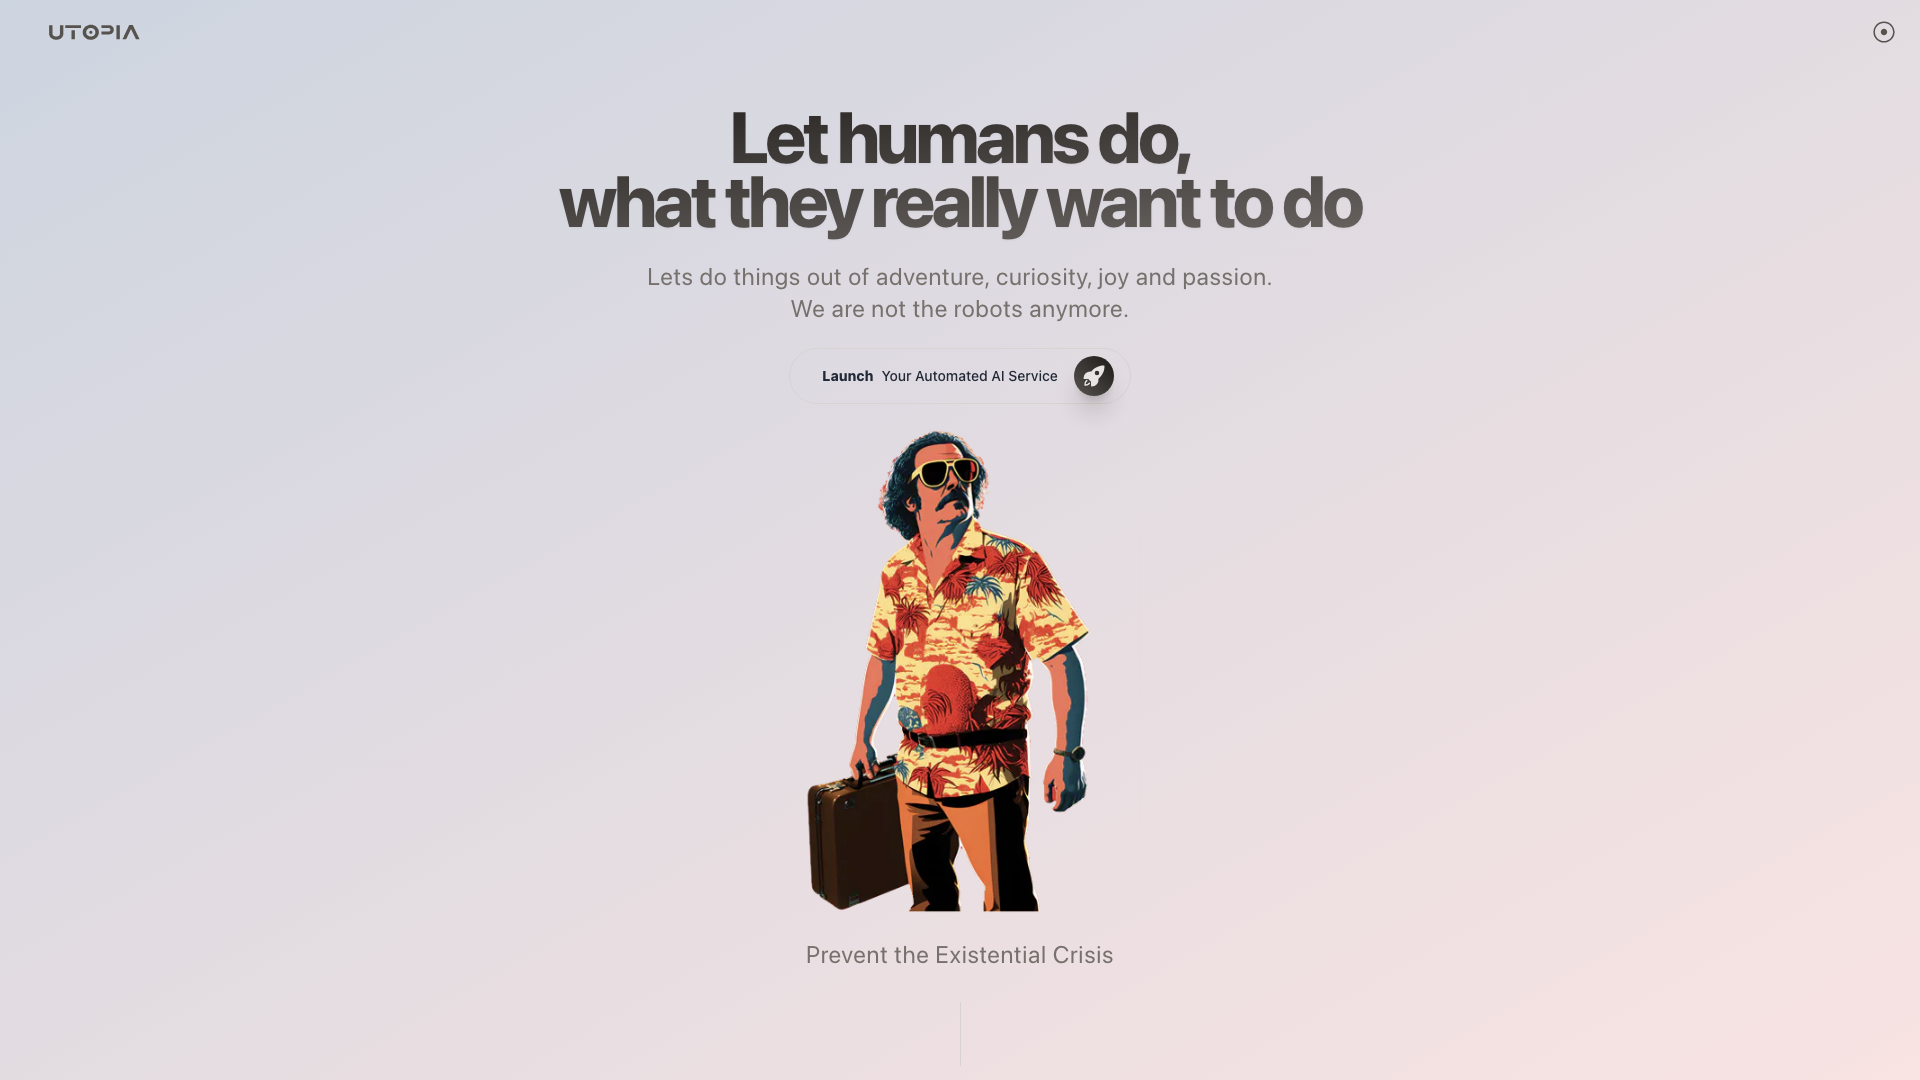 UTOPIA
Let humans do,
what they really want to do
Lets do things out of adventure, curiosity, joy and passion.
We are not the robots anymore.
Launch Your Automated AI Service
Prevent the Existential Crisis